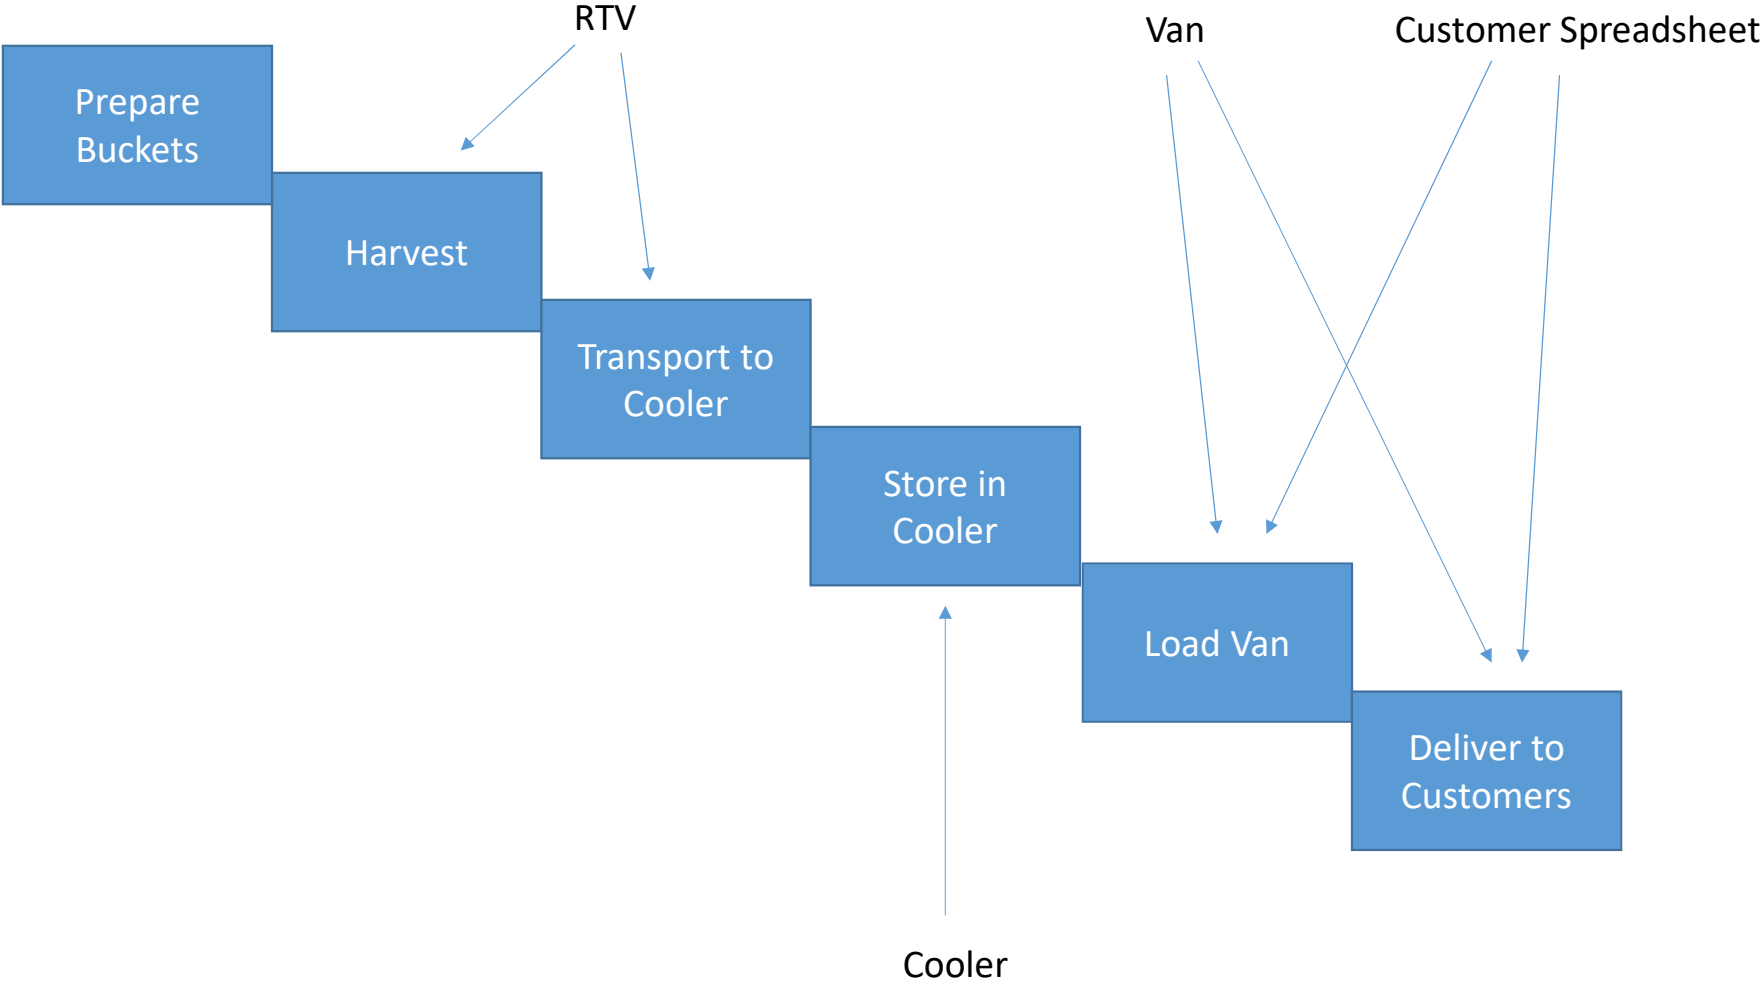 RTV
Van
Customer Spreadsheet
Prepare
Buckets
Harvest
Transport to
Cooler
Store in
Cooler
Load Van
Deliver to
Customers
Cooler